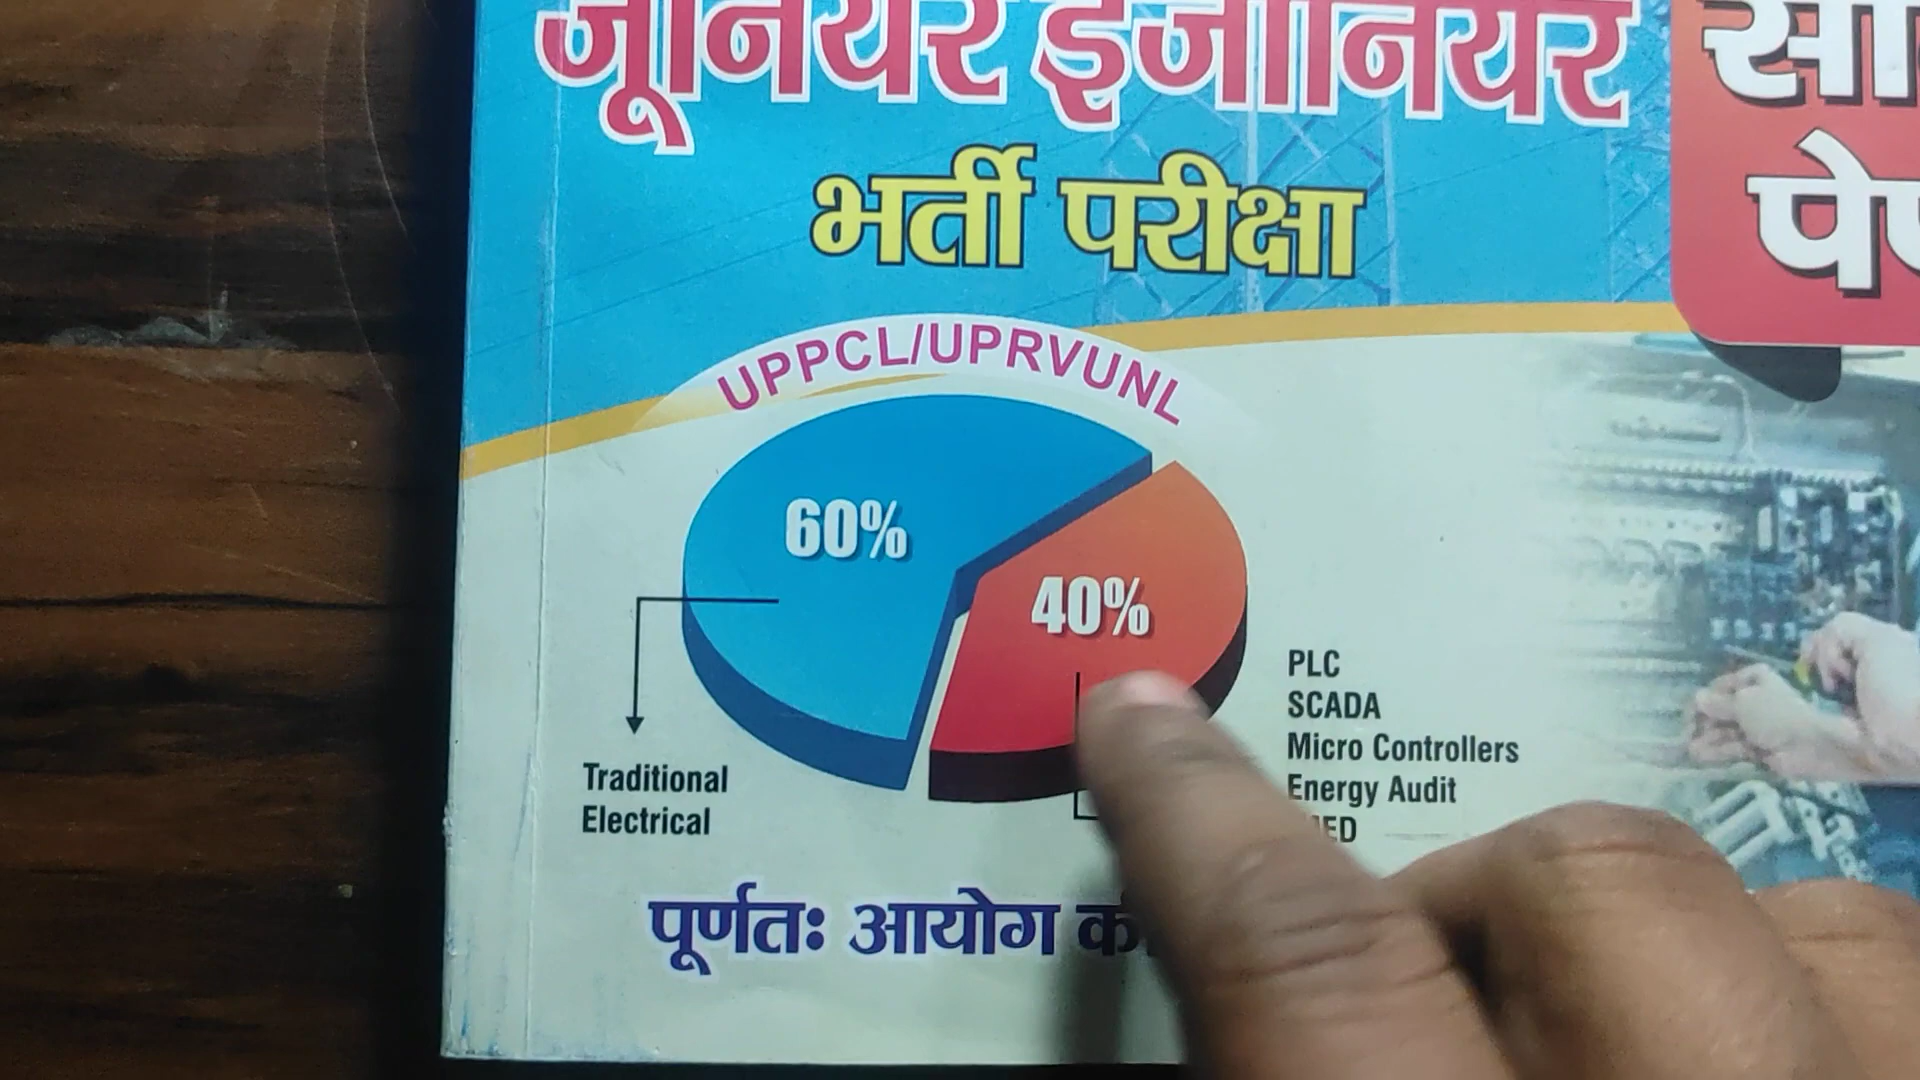 जूनियर इंजीनियर
भर्ती परीक्षा
UPPCL/UPRVUNL
60%
40%
Traditional
Electrical
PLC
SCADA
Micro Controllers
Energy Audit
पूर्णतः आयोग